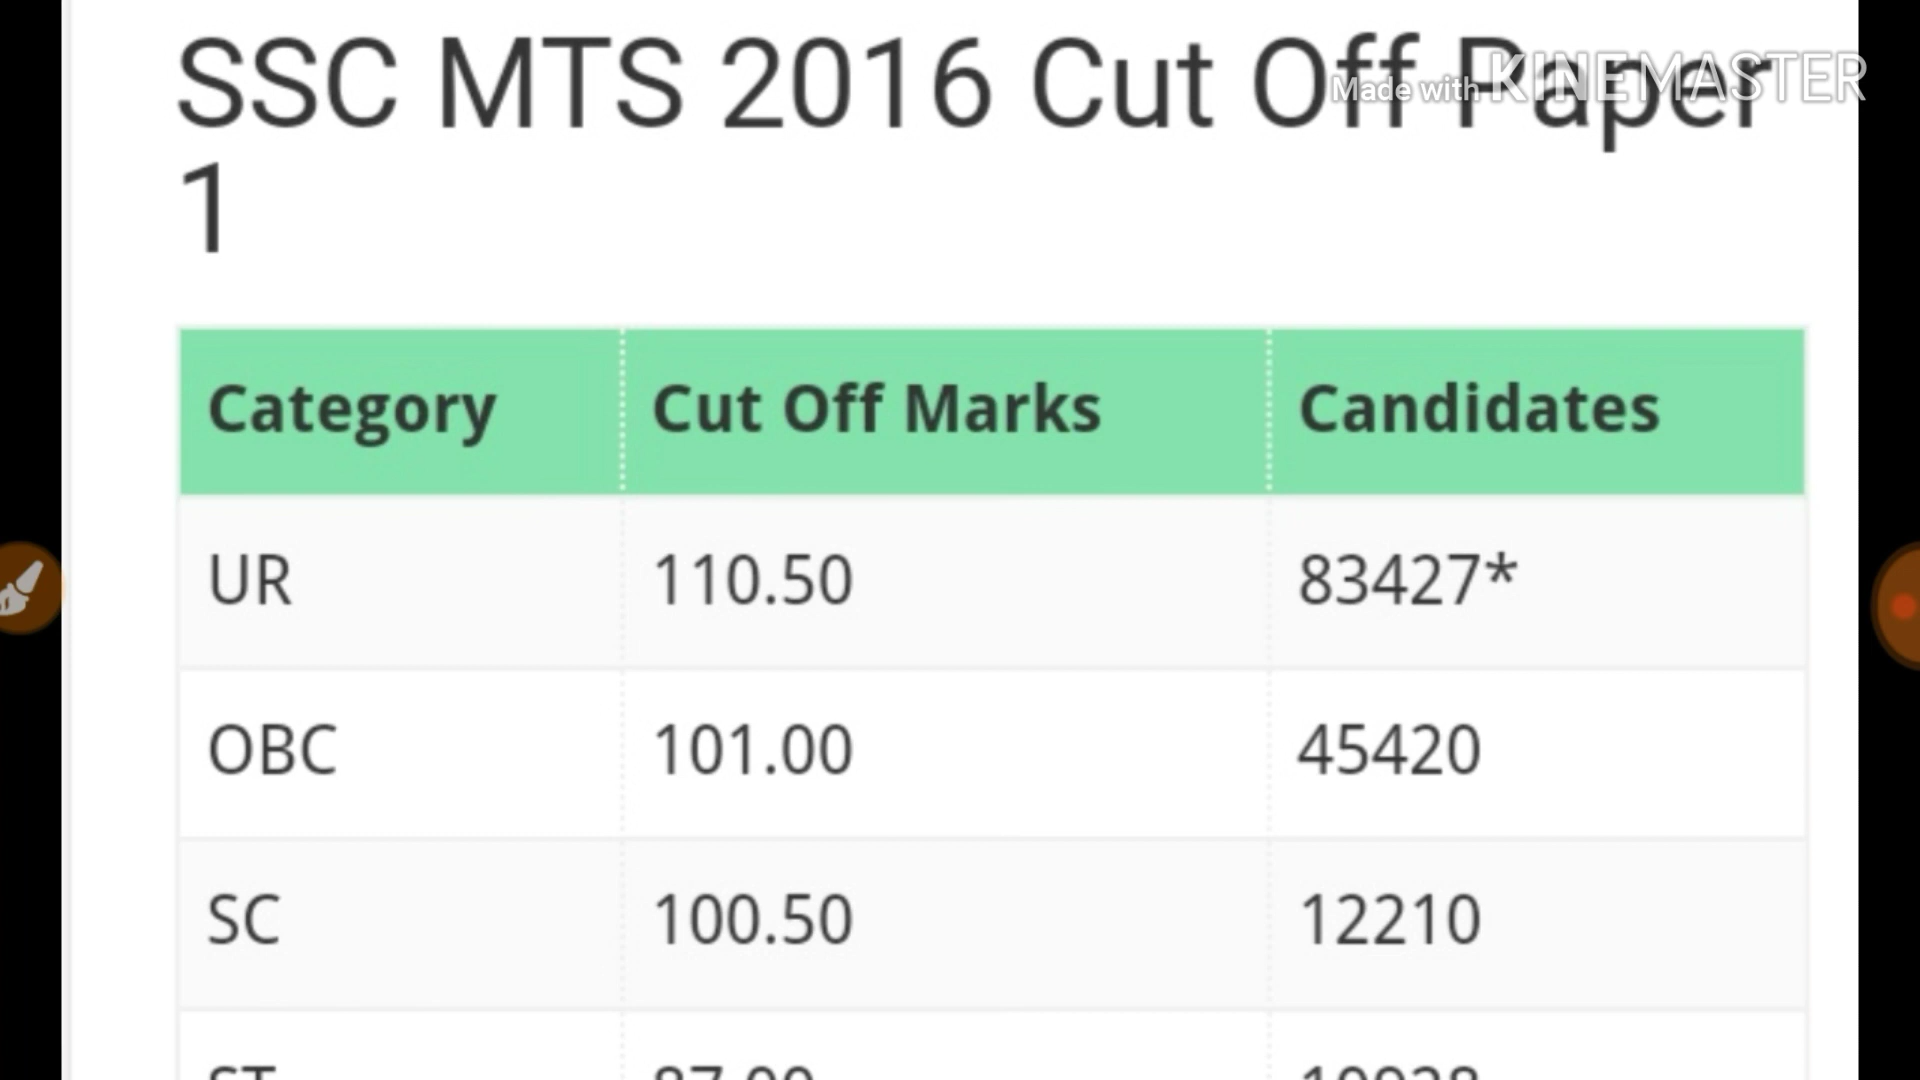 SSC MTS 2016 Cut Off Paper
1
Made with KINEMASTER
Category Cut Off Marks Candidates
UR 110.50 83427*
OBC 101.00 45420
SC 100.50 12210